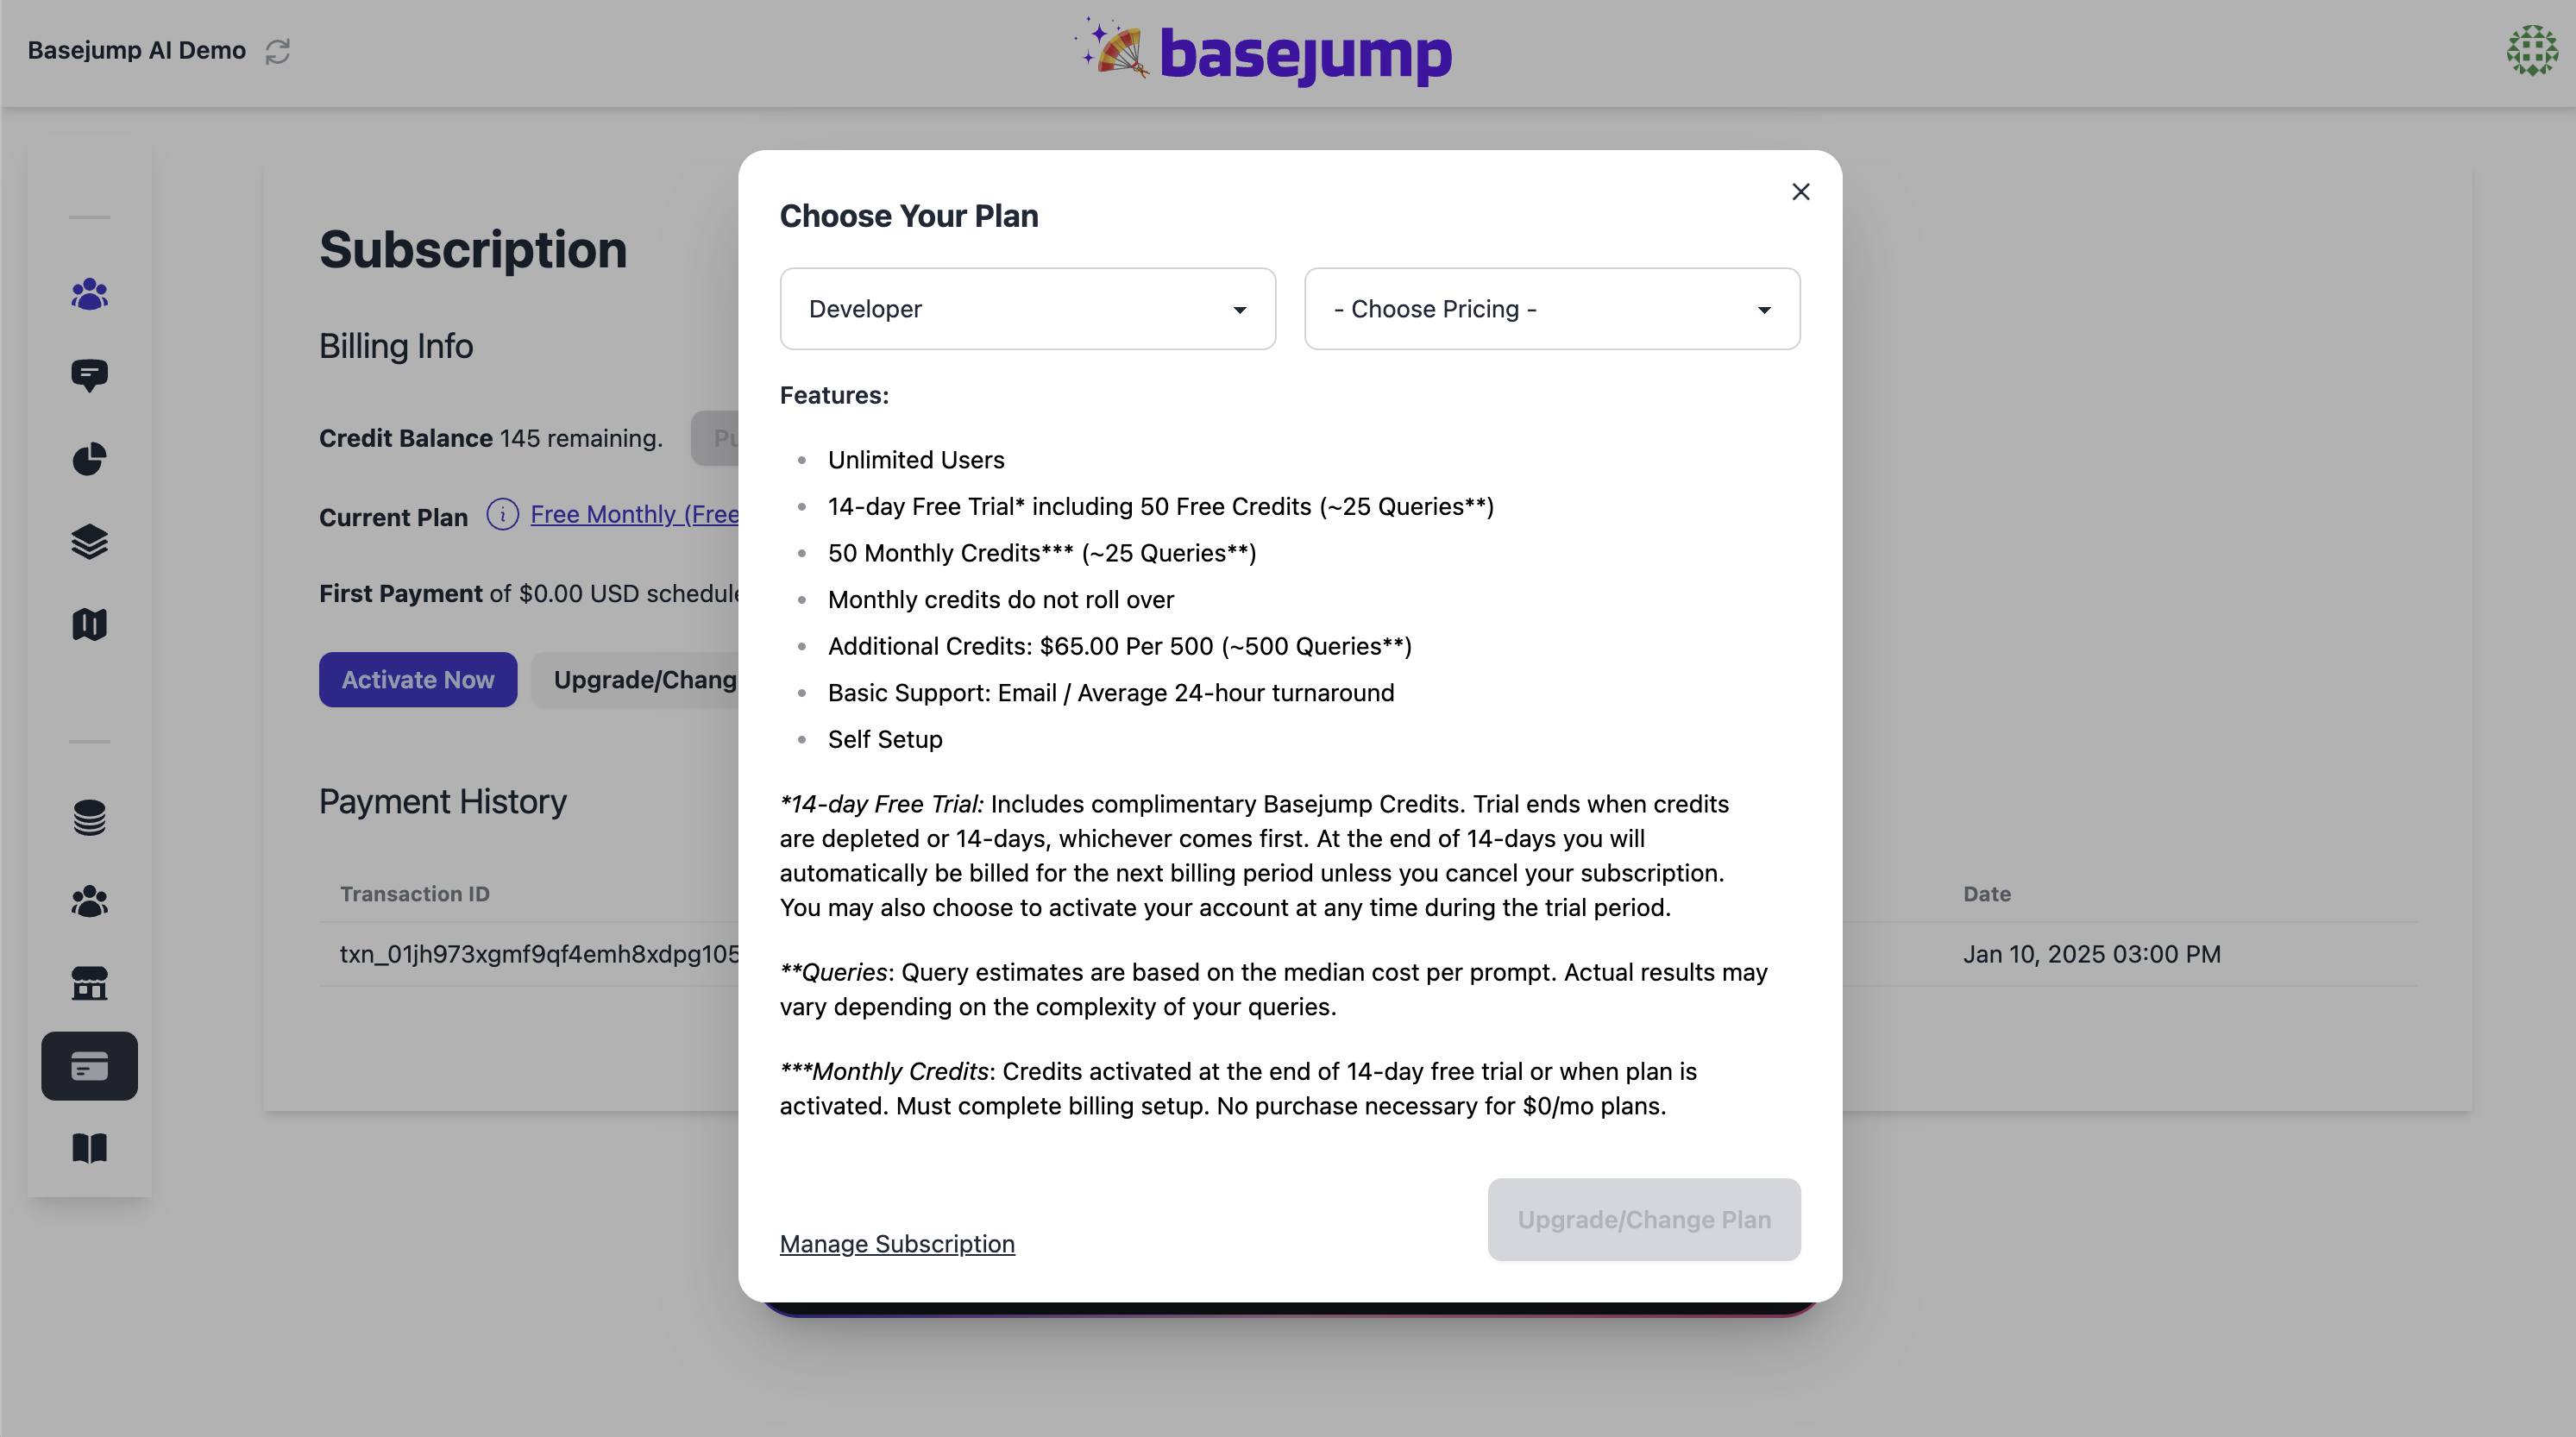 Basejump AI Demo
basejump
Subscription
Billing Info
Credit Balance 145 remaining.
Current Plan Free Monthly (Free
First Payment of $0.00 USD
Activate Now
Payment History
Transaction ID
Date
txn_01jh973xgmf9qf4emh8xdpg105
Jan 10, 2025 03:00 PM
Choose Your Plan
Developer
- Choose Pricing -
Features:
Unlimited Users
14-day Free Trial* including 50 Free Credits (~25 Queries**)
50 Monthly Credits*** (~25 Queries**)
Monthly credits do not roll over
Additional Credits: $65.00 Per 500 (~500 Queries**)
Basic Support: Email / Average 24-hour turnaround
Self Setup
*14-day Free Trial: Includes complimentary Basejump Credits. Trial ends when credits
are depleted or 14-days, whichever comes first. At the end of 14-days you will
automatically be billed for the next billing period unless you cancel your subscription.
You may also choose to activate your account at any time during the trial period.
**Queries: Query estimates are based on the median cost per prompt. Actual results may
vary depending on the complexity of your queries.
***Monthly Credits: Credits activated at the end of 14-day free trial or when plan is
activated. Must complete billing setup. No purchase necessary for $0/mo plans.
Manage Subscription
Upgrade/Change Plan